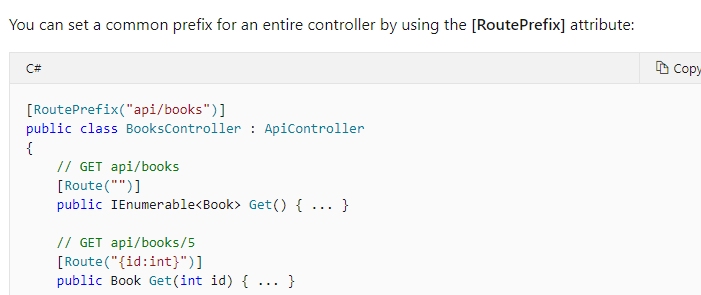 You can set a common prefix for an entire controller by using the [RoutePrefix] attribute:
C#
Copy
[RoutePrefix("api/books")]
public class BooksController : ApiController
{
    // GET api/books
    [Route("")]
    public IEnumerable<Book> Get() { ... }

    // GET api/books/5
    [Route("{id:int}")]
    public Book Get(int id) { ... }